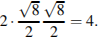 2 · √8/2 √8/2 = 4.